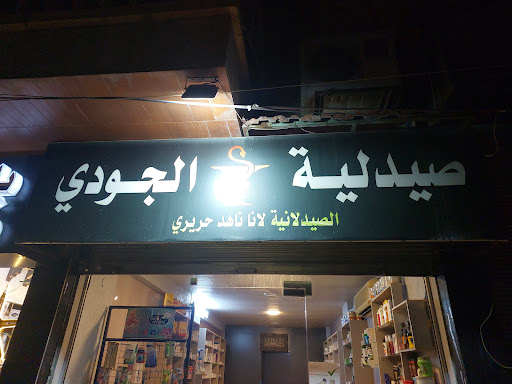 صيدلية الجودي
الصيدلانية لانا ناهد حريري